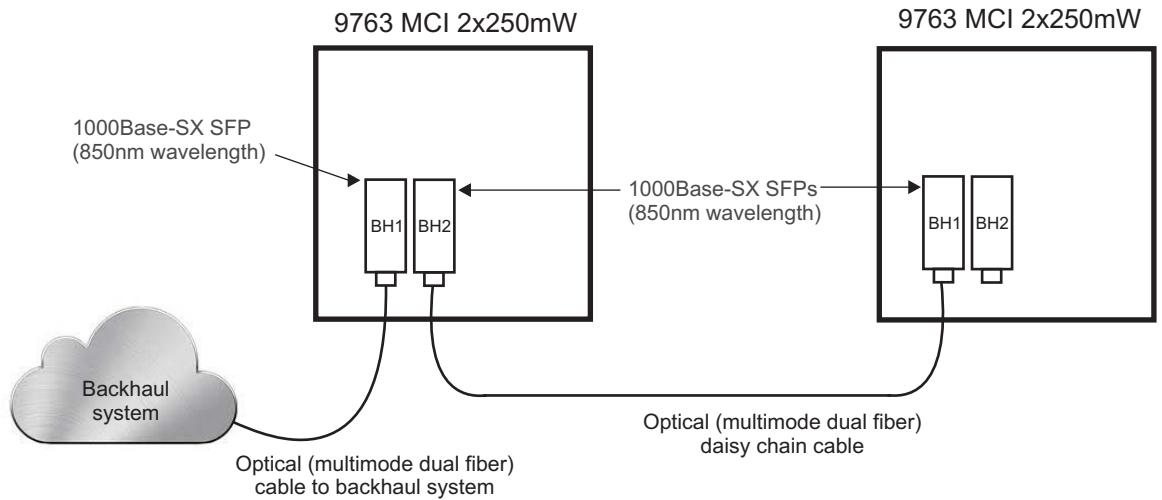 9763 MCI 2x250mW
9763 MCI 2x250mW
1000Base-SX SFP
(850nm wavelength)
1000Base-SX SFPs
(850nm wavelength)
BH1
BH2
BH1
BH2
Backhaul
system
Optical (multimode dual fiber)
daisy chain cable
Optical (multimode dual fiber)
cable to backhaul system